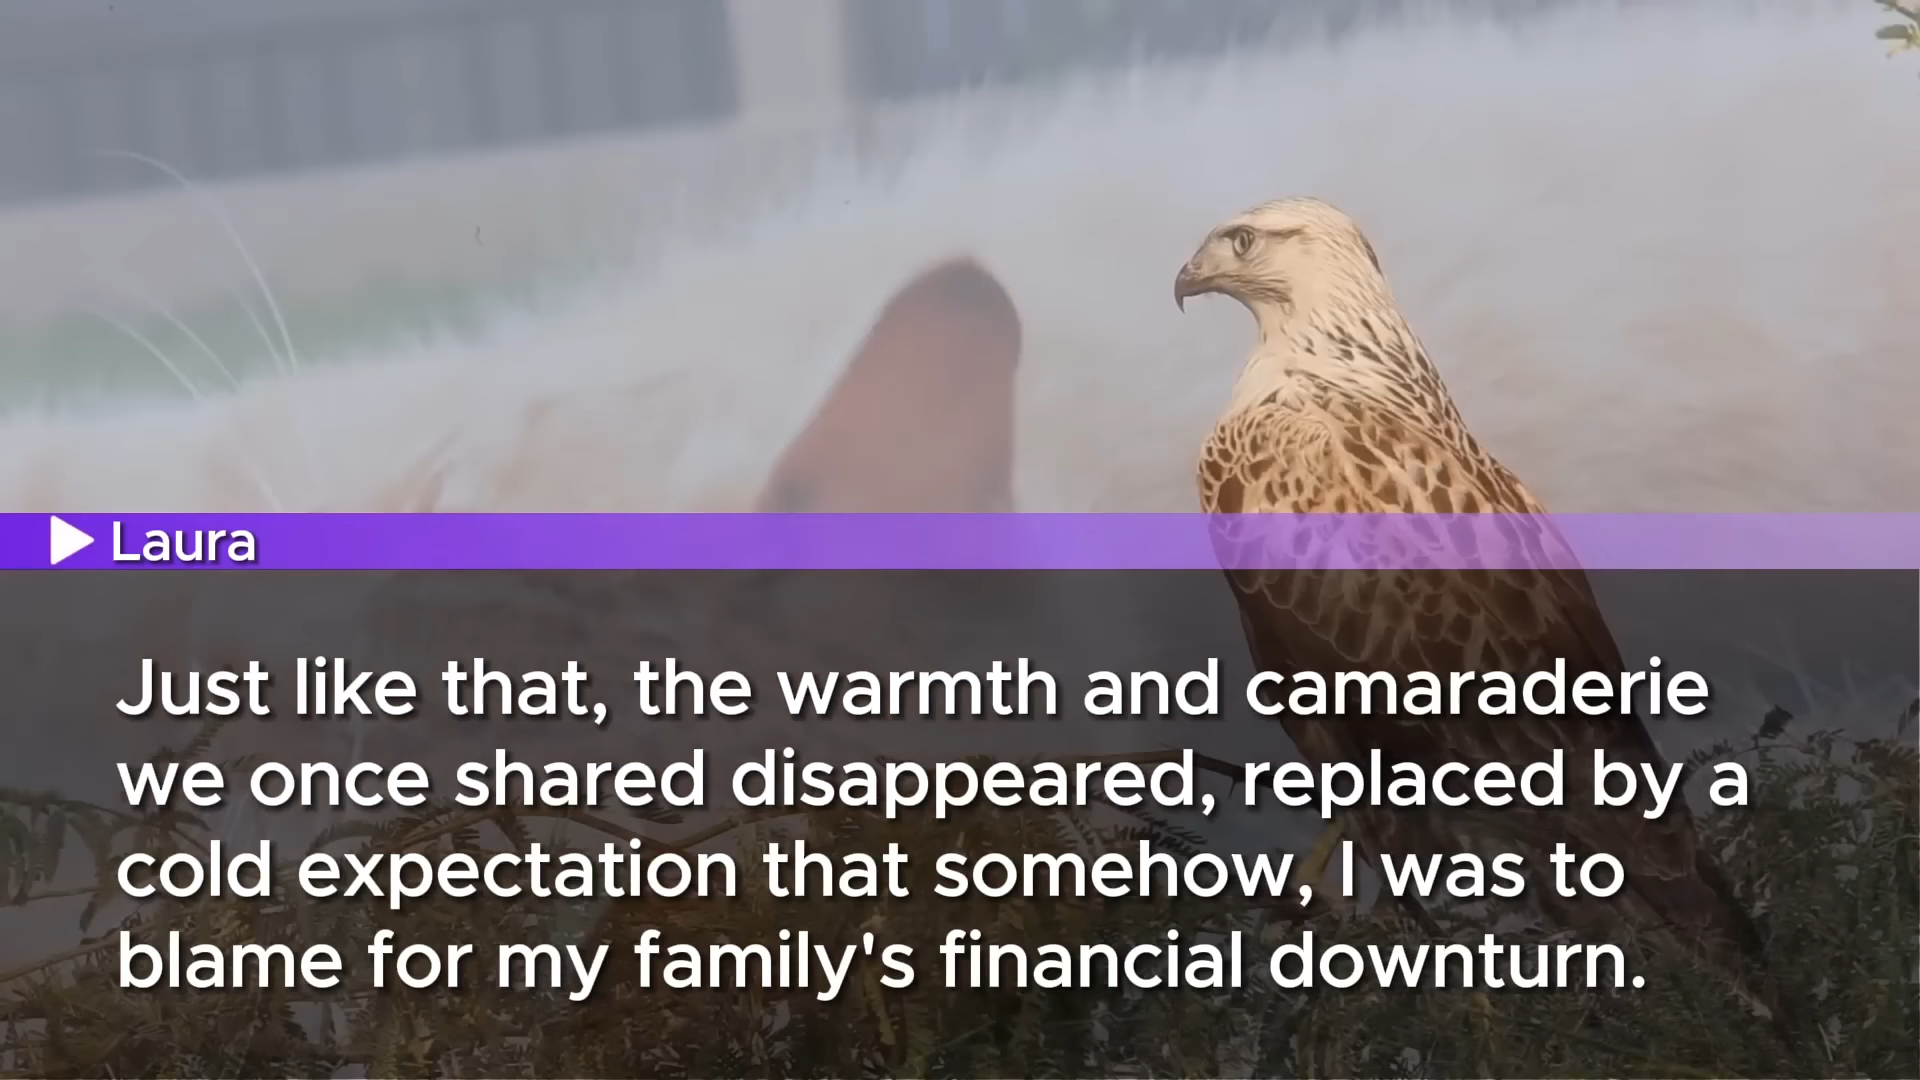 Laura
Just like that, the warmth and camaraderie
we once shared disappeared, replaced by a
cold expectation that somehow, I was to
blame for my family's financial downturn.